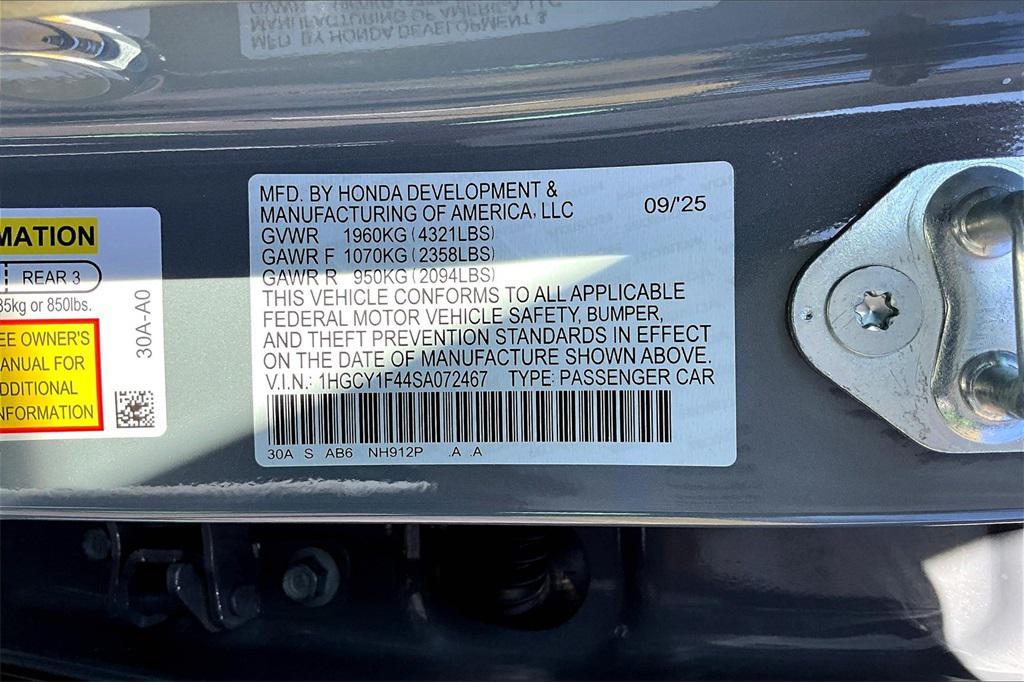 MATION
REAR 3
85kg or 850lbs.
EE OWNER'S
ANUAL FOR
DDITIONAL
NFORMATION
30A-A0
MFD. BY HONDA DEVELOPMENT &
MANUFACTURING OF AMERICA, LLC 09/'25
GVWR 1960KG (4321LBS)
GAWR F 1070KG (2358LBS)
GAWR R 950KG (2094LBS)
THIS VEHICLE CONFORMS TO ALL APPLICABLE
FEDERAL MOTOR VEHICLE SAFETY, BUMPER,
AND THEFT PREVENTION STANDARDS IN EFFECT
ON THE DATE OF MANUFACTURE SHOWN ABOVE.
V.I.N.: 1HGCY1F44SA072467 TYPE: PASSENGER CAR
30A S AB6 NH912P .A .A